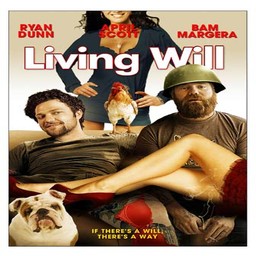 RYAN DUNN
APRIL SCOTT
BAM MARGERA
Living Will
IF THERE'S A WILL,
THERE'S A WAY